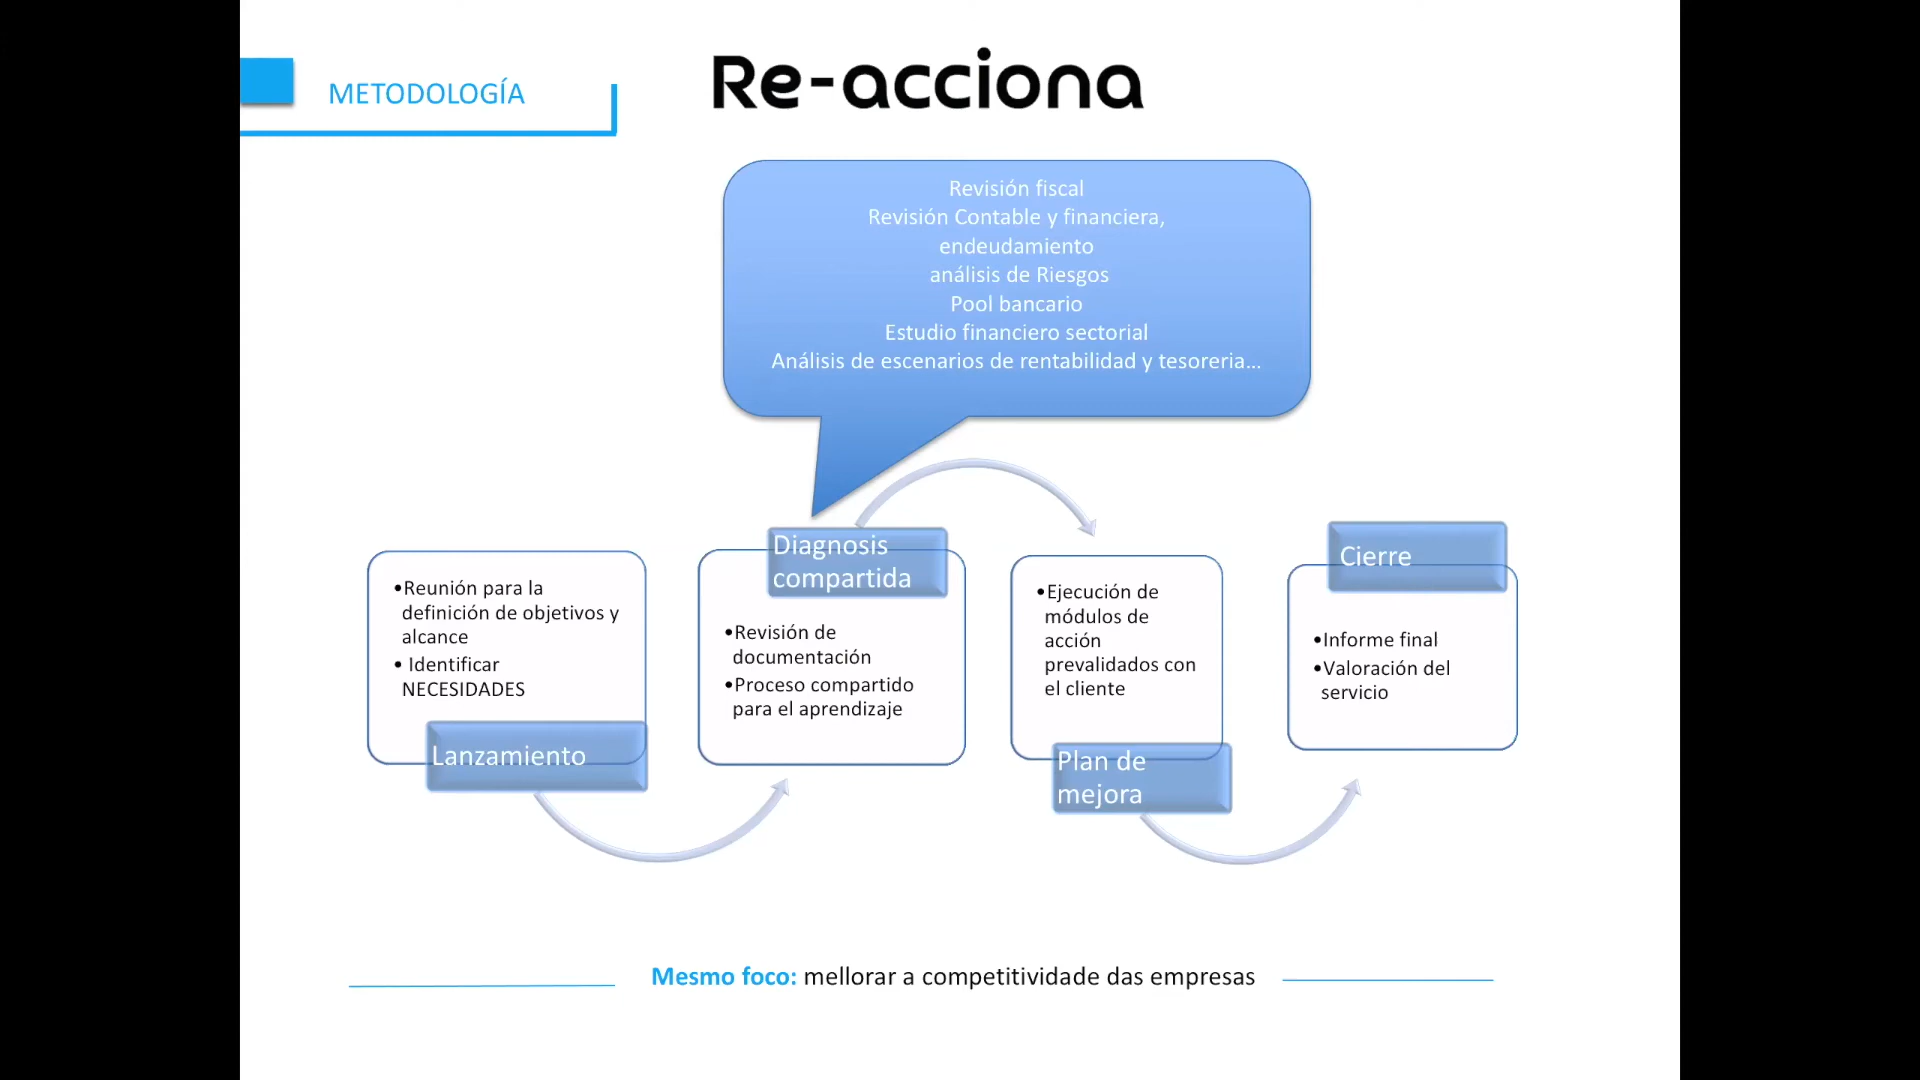 METODOLOGÍA
Re-acciona
Revisión fiscal
Revisión Contable y financiera,
endeudamiento
análisis de Riesgos
Pool bancario
Estudio financiero sectorial
Análisis de escenarios de rentabilidad y tesoreria...
•Reunión para la
definición de objetivos y
alcance
• Identificar
NECESIDADES
Lanzamiento
Diagnosis
compartida
•Revisión de
documentación
•Proceso compartido
para el aprendizaje
•Ejecución de
módulos de
acción
prevalidados con
el cliente
Plan de
mejora
Cierre
•Informe final
•Valoración del
servicio
Mesmo foco: mellorar a competitividade das empresas